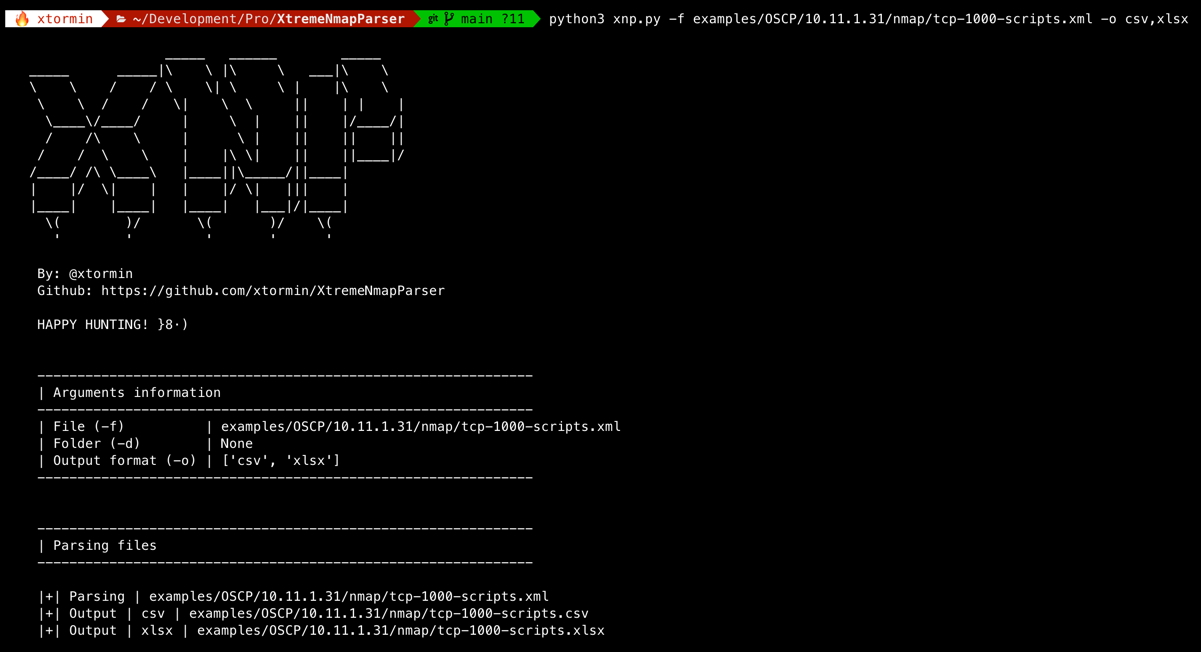 xtormin ~/Development/Pro/XtremeNmapParser git main ?11 python3 xnp.py -f examples/OSCP/10.11.1.31/nmap/tcp-1000-scripts.xml -o csv,xlsx
By: @xtormin
Github: https://github.com/xtormin/XtremeNmapParser
HAPPY HUNTING! }8·)
| Arguments information
| File (-f) | examples/OSCP/10.11.1.31/nmap/tcp-1000-scripts.xml
| Folder (-d) | None
| Output format (-o) | ['csv', 'xlsx']
| Parsing files
|+| Parsing | examples/OSCP/10.11.1.31/nmap/tcp-1000-scripts.xml
|+| Output | csv | examples/OSCP/10.11.1.31/nmap/tcp-1000-scripts.csv
|+| Output | xlsx | examples/OSCP/10.11.1.31/nmap/tcp-1000-scripts.xlsx